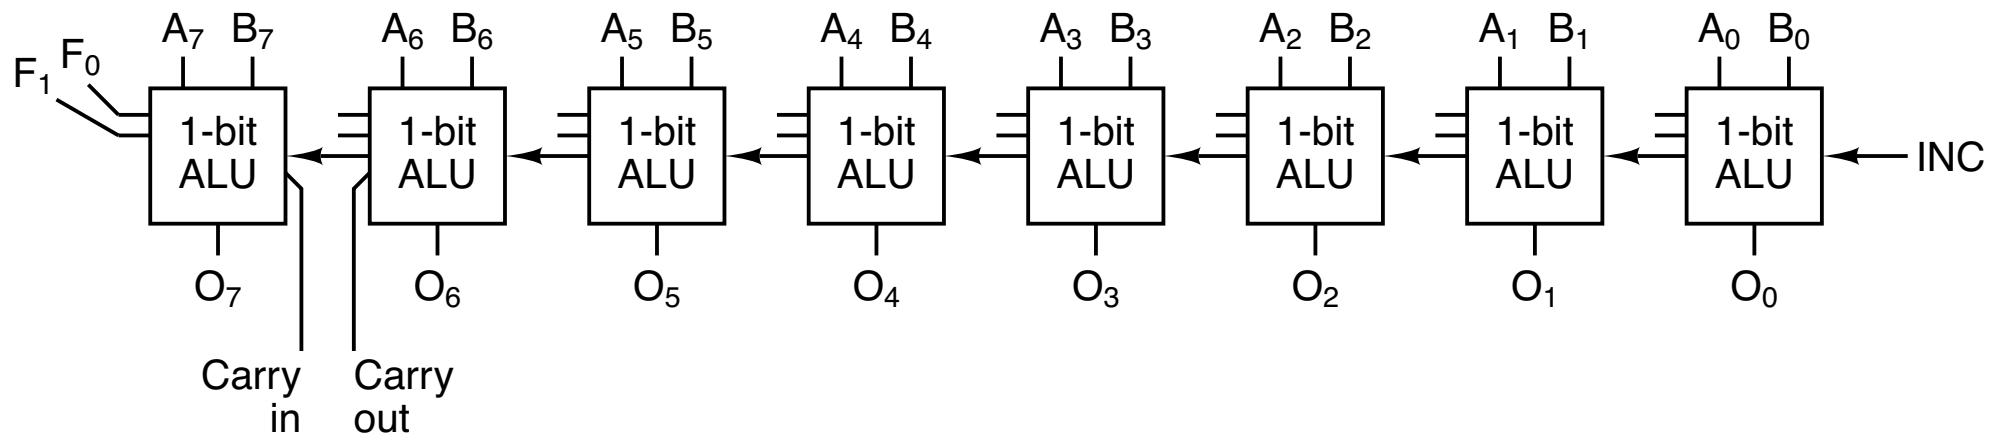 A7 B7 A6 B6 A5 B5 A4 B4 A3 B3 A2 B2 A1 B1 A0 B0
F1 F0
1-bit 1-bit 1-bit 1-bit 1-bit 1-bit 1-bit 1-bit
ALU ALU ALU ALU ALU ALU ALU ALU INC
O7 O6 O5 O4 O3 O2 O1 O0
Carry Carry
in out